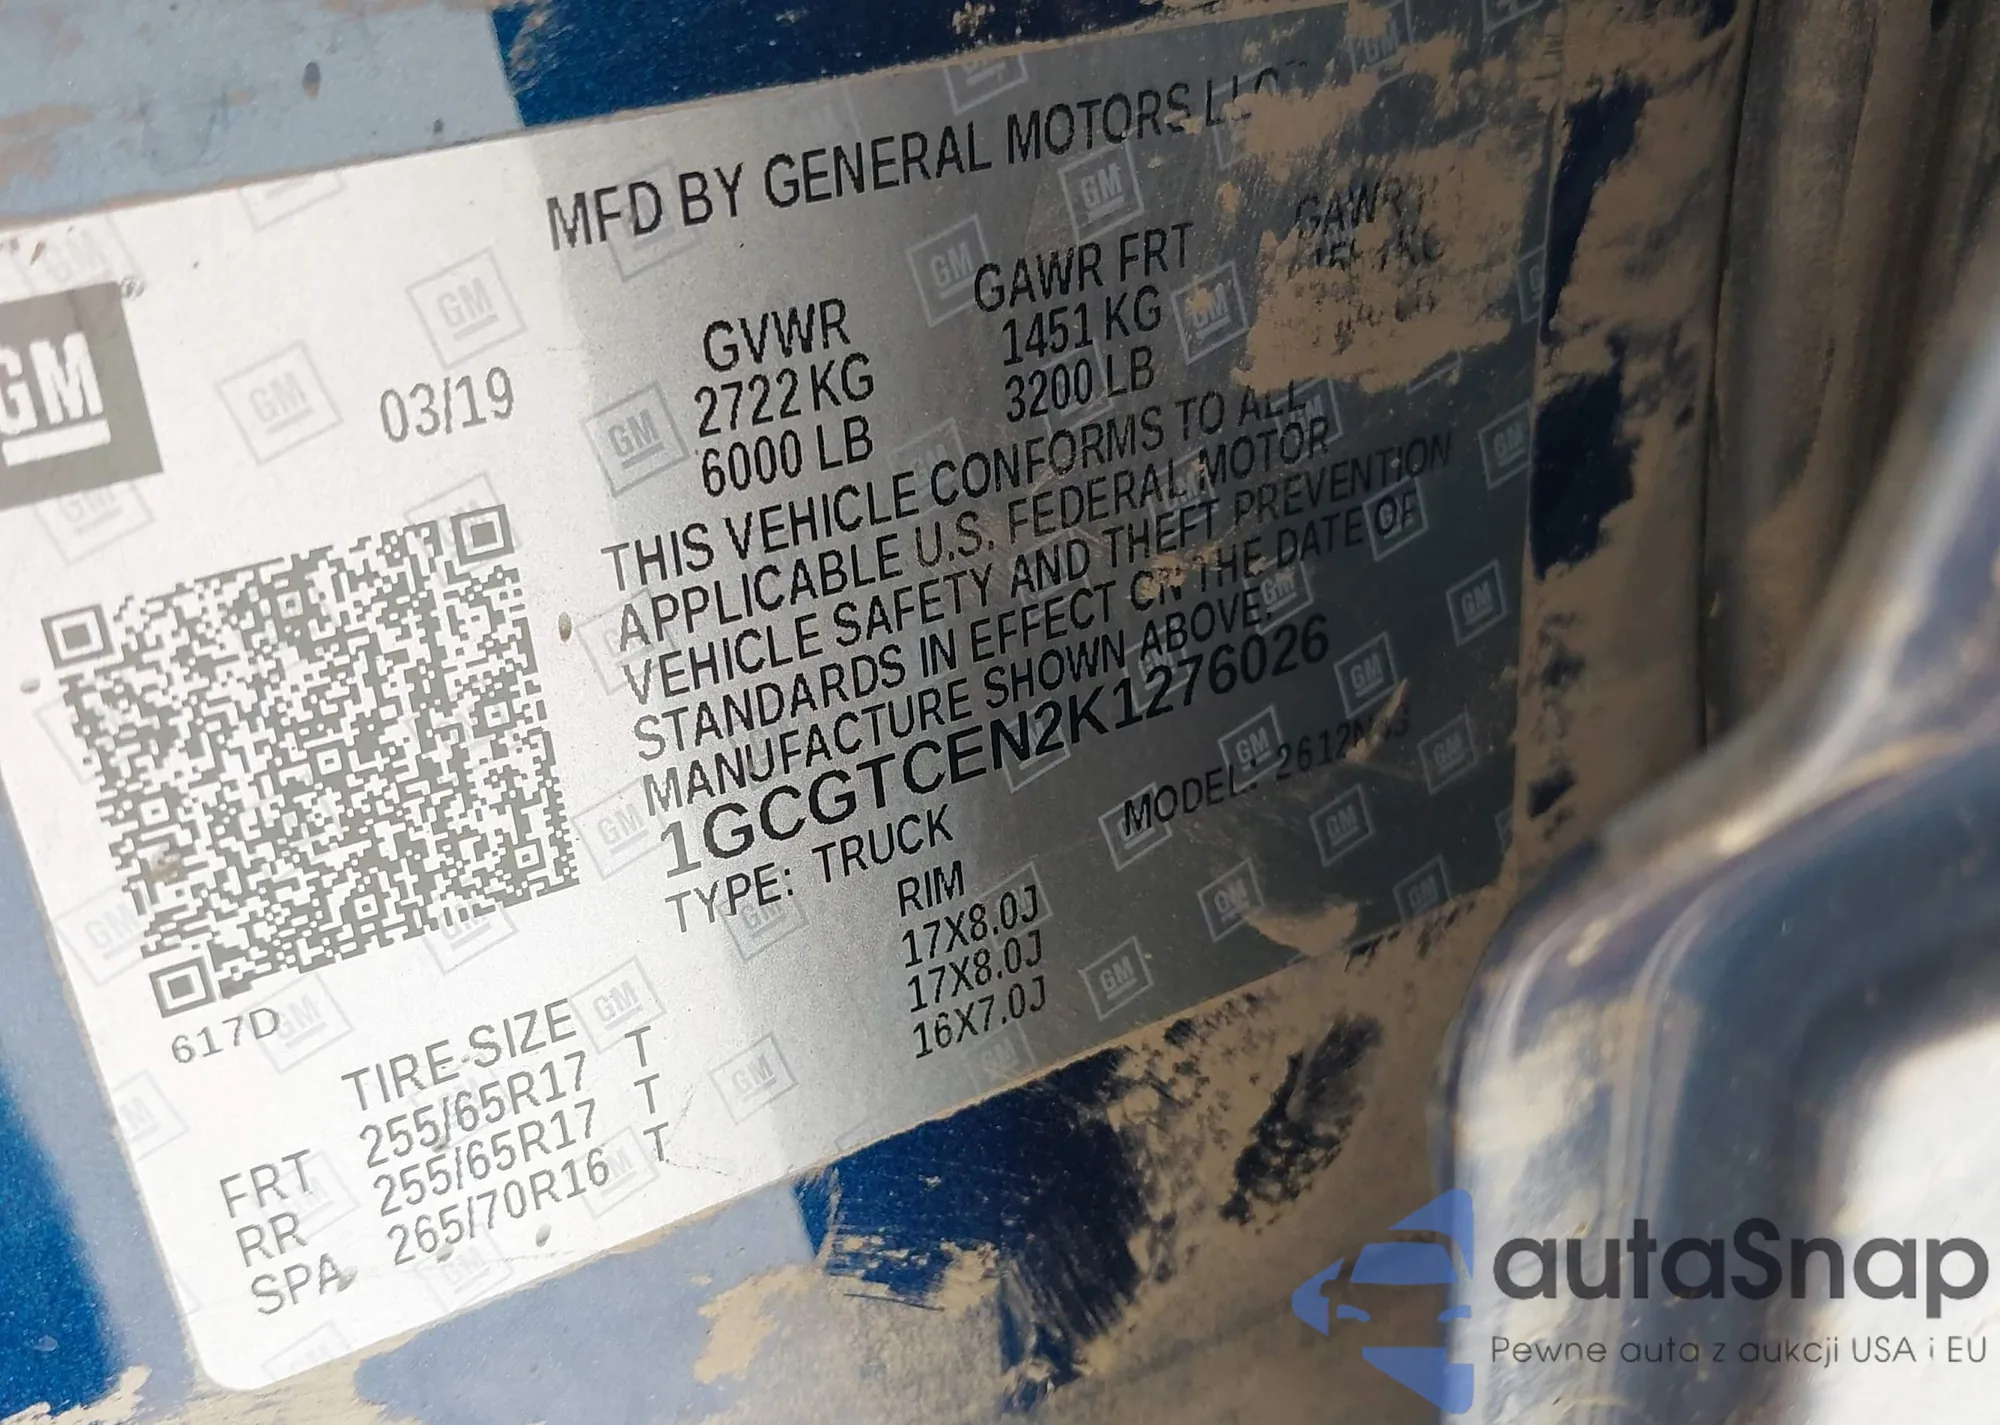 MFD BY GENERAL MOTORS LLC
GM
03/19
GVWR
2722 KG
6000 LB
GAWR FRT
1451 KG
3200 LB
GAWR
THIS VEHICLE CONFORMS TO ALL
APPLICABLE U.S. FEDERAL MOTOR
VEHICLE SAFETY AND THEFT PREVENTION
STANDARDS IN EFFECT ON THE DATE OF
MANUFACTURE SHOWN ABOVE.
1GCGTCEN2K1276026
TYPE: TRUCK MODEL:
617D
TIRE SIZE RIM
FRT 255/65R17 T 17X8.0J
RR 255/65R17 T 17X8.0J
SPA 265/70R16 T 16X7.0J
autaSnap
Pewne auta z aukcji USA i EU